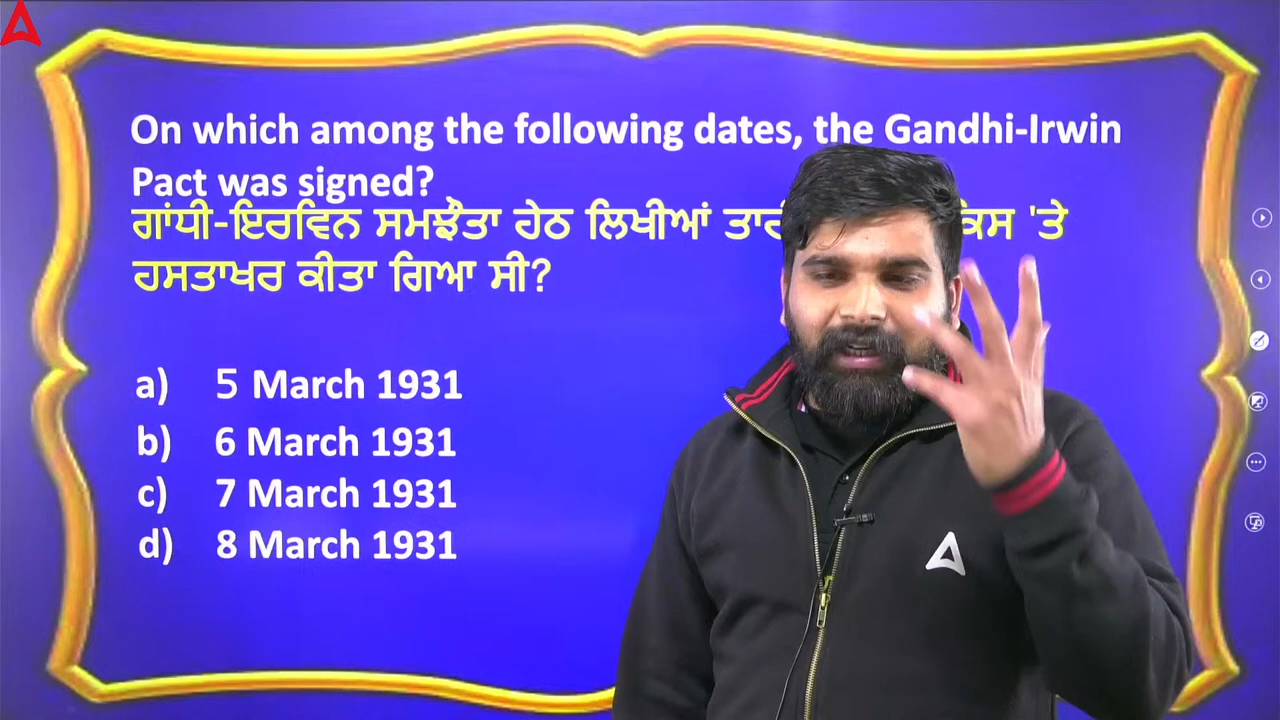 On which among the following dates, the Gandhi-Irwin
Pact was signed?
ਗਾਂਧੀ-ਇਰਵਿਨ ਸਮਝੌਤਾ ਹੇਠ ਲਿਖੀਆਂ 'ਤੇ
ਹਸਤਾਖਰ ਕੀਤਾ ਗਿਆ ਸੀ?
a) 5 March 1931
b) 6 March 1931
c) 7 March 1931
d) 8 March 1931